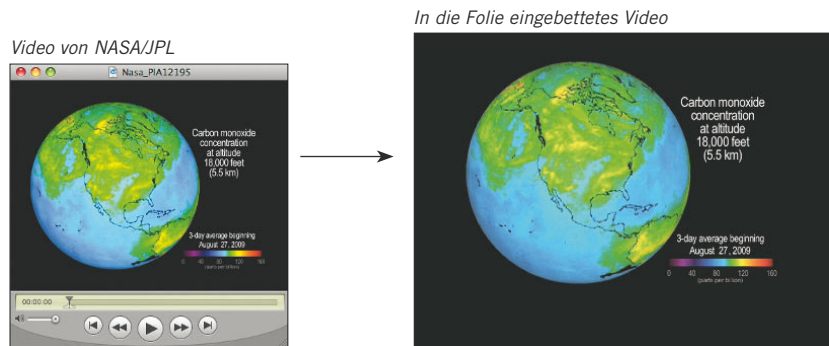 In die Folie eingebettetes Video
Video von NASA/JPL
Nasa_PIA12195
Carbon monoxide
concentration
at altitude
18,000 feet
(5.5 km)
3-day average beginning
August 27, 2009
0 40 80 120 160
(parts per billion)
00:00:00
Carbon monoxide
concentration
at altitude
18,000 feet
(5.5 km)
3-day average beginning
August 27, 2009
0 40 80 120 160
(parts per billion)